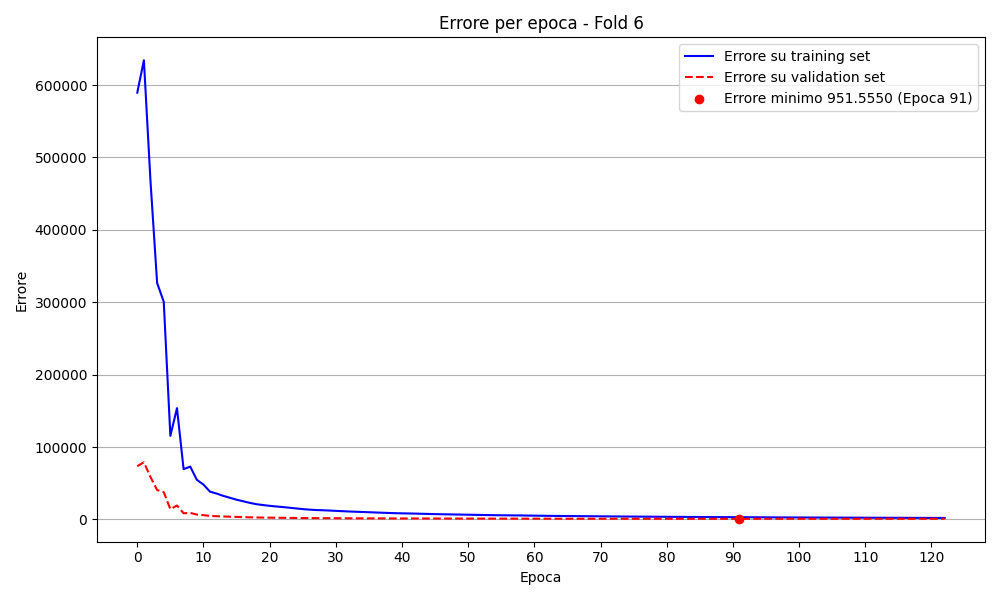 Errore per epoca - Fold 6
Errore su training set
Errore su validation set
Errore minimo 951.5550 (Epoca 91)
Errore
600000
500000
400000
300000
200000
100000
0
0 10 20 30 40 50 60 70 80 90 100 110 120
Epoca